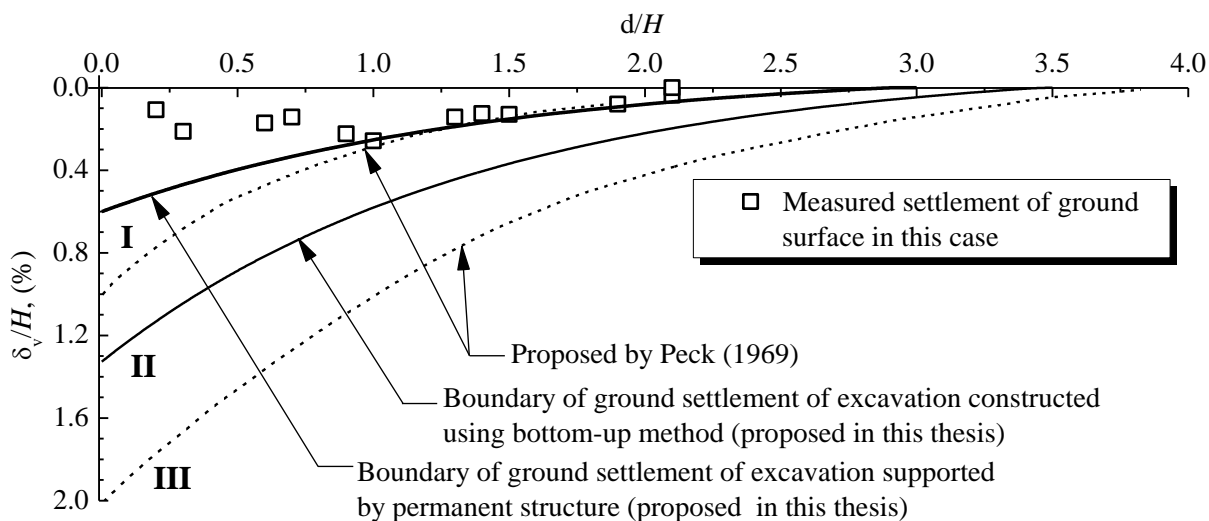 d/H
0.0 0.5 1.0 1.5 2.0 2.5 3.0 3.5 4.0
0.0
0.4
0.8
1.2
1.6
2.0
δv/H, (%)
I
II
III
Measured settlement of ground
surface in this case
Proposed by Peck (1969)
Boundary of ground settlement of excavation constructed
using bottom-up method (proposed in this thesis)
Boundary of ground settlement of excavation supported
by permanent structure (proposed in this thesis)